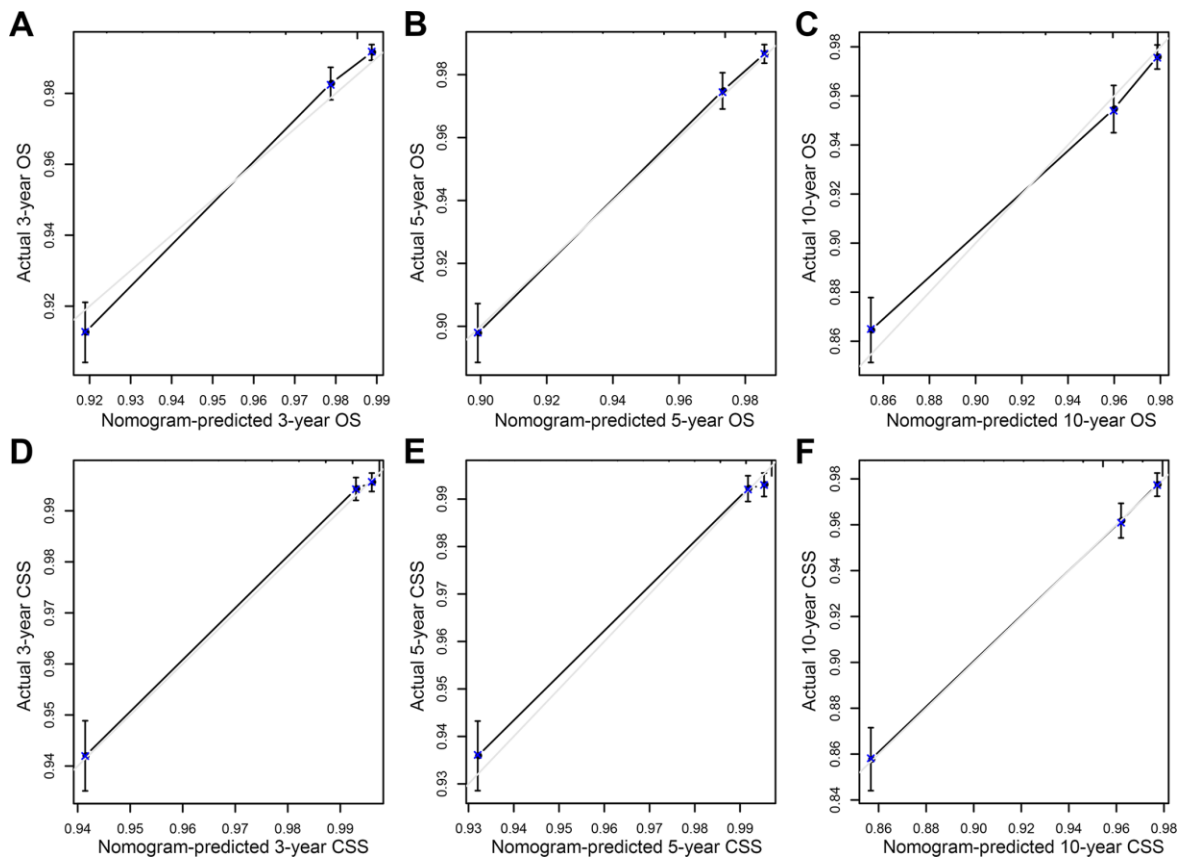 A
Actual 3-year OS
0.92 0.94 0.96 0.98
0.92 0.93 0.94 0.95 0.96 0.97 0.98 0.99
Nomogram-predicted 3-year OS
B
Actual 5-year OS
0.90 0.92 0.94 0.96 0.98
0.90 0.92 0.94 0.96 0.98
Nomogram-predicted 5-year OS
C
Actual 10-year OS
0.86 0.88 0.90 0.92 0.94 0.96 0.98
0.86 0.88 0.90 0.92 0.94 0.96 0.98
Nomogram-predicted 10-year OS
D
Actual 3-year CSS
0.94 0.95 0.96 0.97 0.98 0.99
0.94 0.95 0.96 0.97 0.98 0.99
Nomogram-predicted 3-year CSS
E
Actual 5-year CSS
0.93 0.94 0.95 0.96 0.97 0.98 0.99
0.93 0.94 0.95 0.96 0.97 0.98 0.99
Nomogram-predicted 5-year CSS
F
Actual 10-year CSS
0.84 0.86 0.88 0.90 0.92 0.94 0.96 0.98
0.86 0.88 0.90 0.92 0.94 0.96 0.98
Nomogram-predicted 10-year CSS